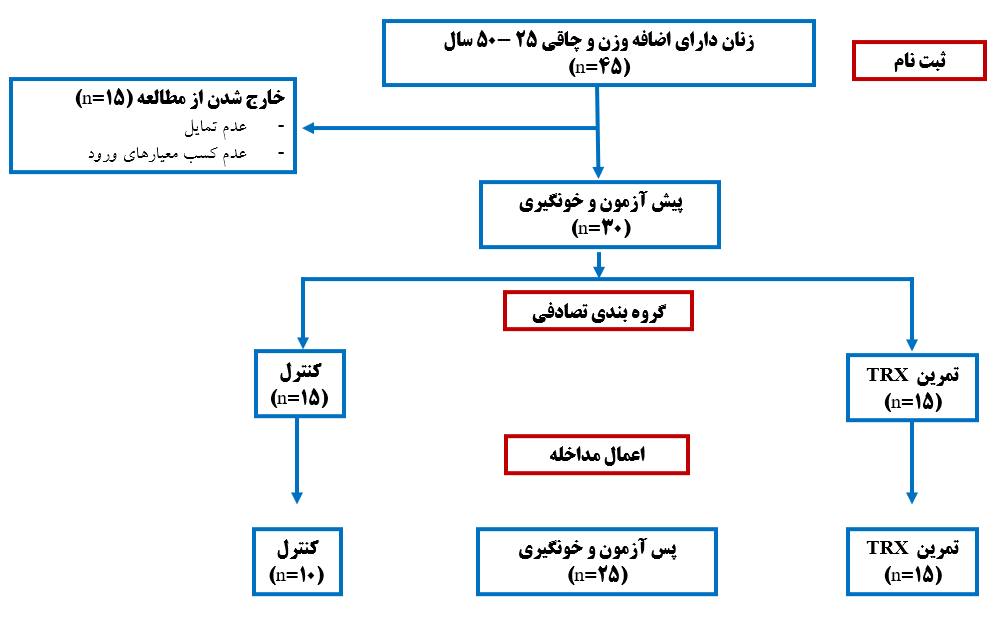 زنان دارای اضافه وزن و چاقی ۲۵ – ۵۰ سال
(n=۴۵)
ثبت نام
خارج شدن از مطالعه (n=۱۵)
- عدم تمایل
- عدم کسب معیارهای ورود
پیش آزمون و خونگیری
(n=۳۰)
گروه بندی تصادفی
تمرین TRX
(n=۱۵)
کنترل
(n=۱۵)
اعمال مداخله
تمرین TRX
(n=۱۵)
پس آزمون و خونگیری
(n=۲۵)
کنترل
(n=۱۰)